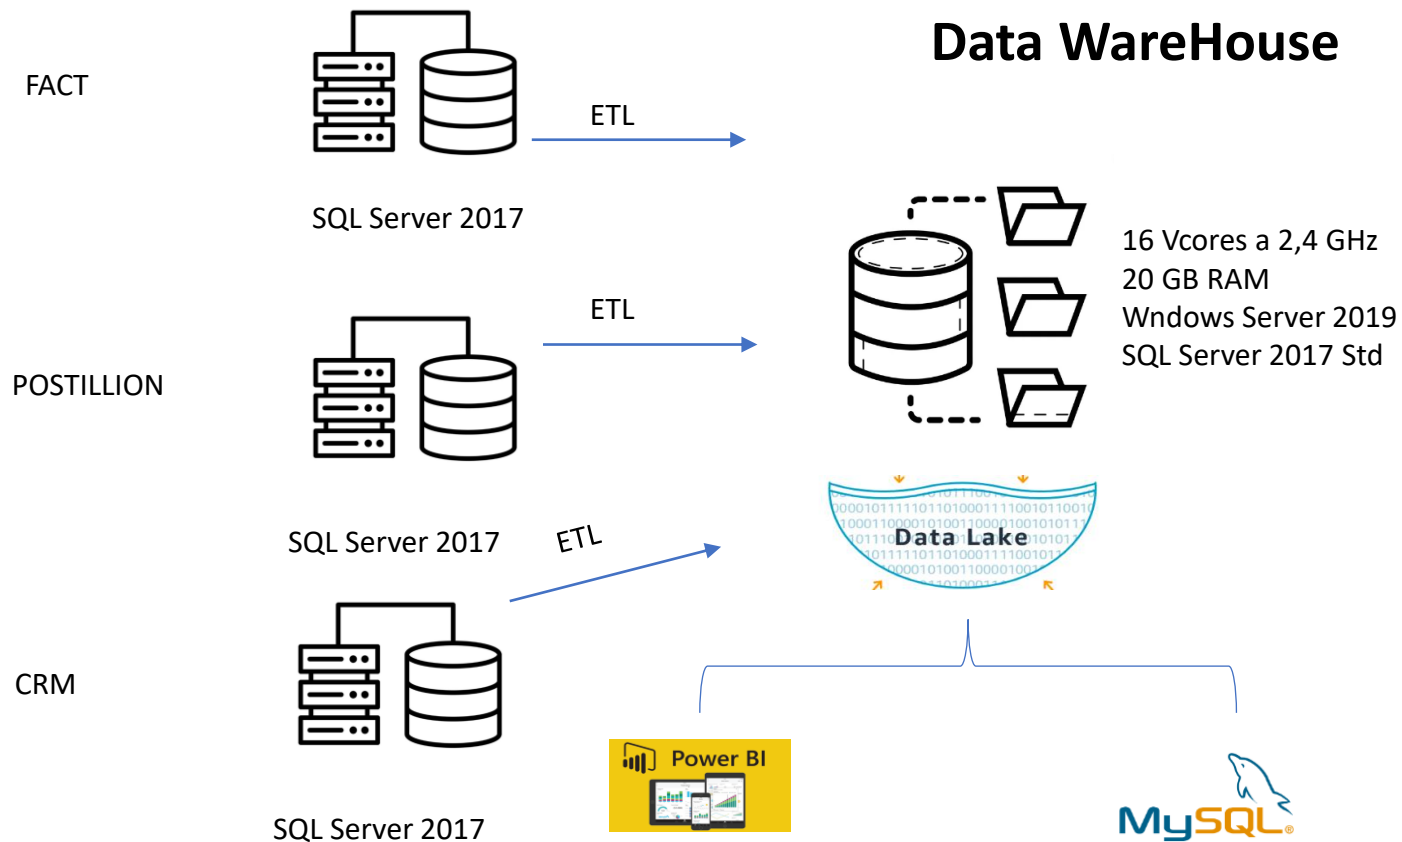 Data WareHouse
FACT
ETL
SQL Server 2017
16 Vcores a 2,4 GHz
20 GB RAM
Wndows Server 2019
SQL Server 2017 Std
ETL
POSTILLION
SQL Server 2017
ETL
Data Lake
CRM
Power BI
SQL Server 2017
MySQL®